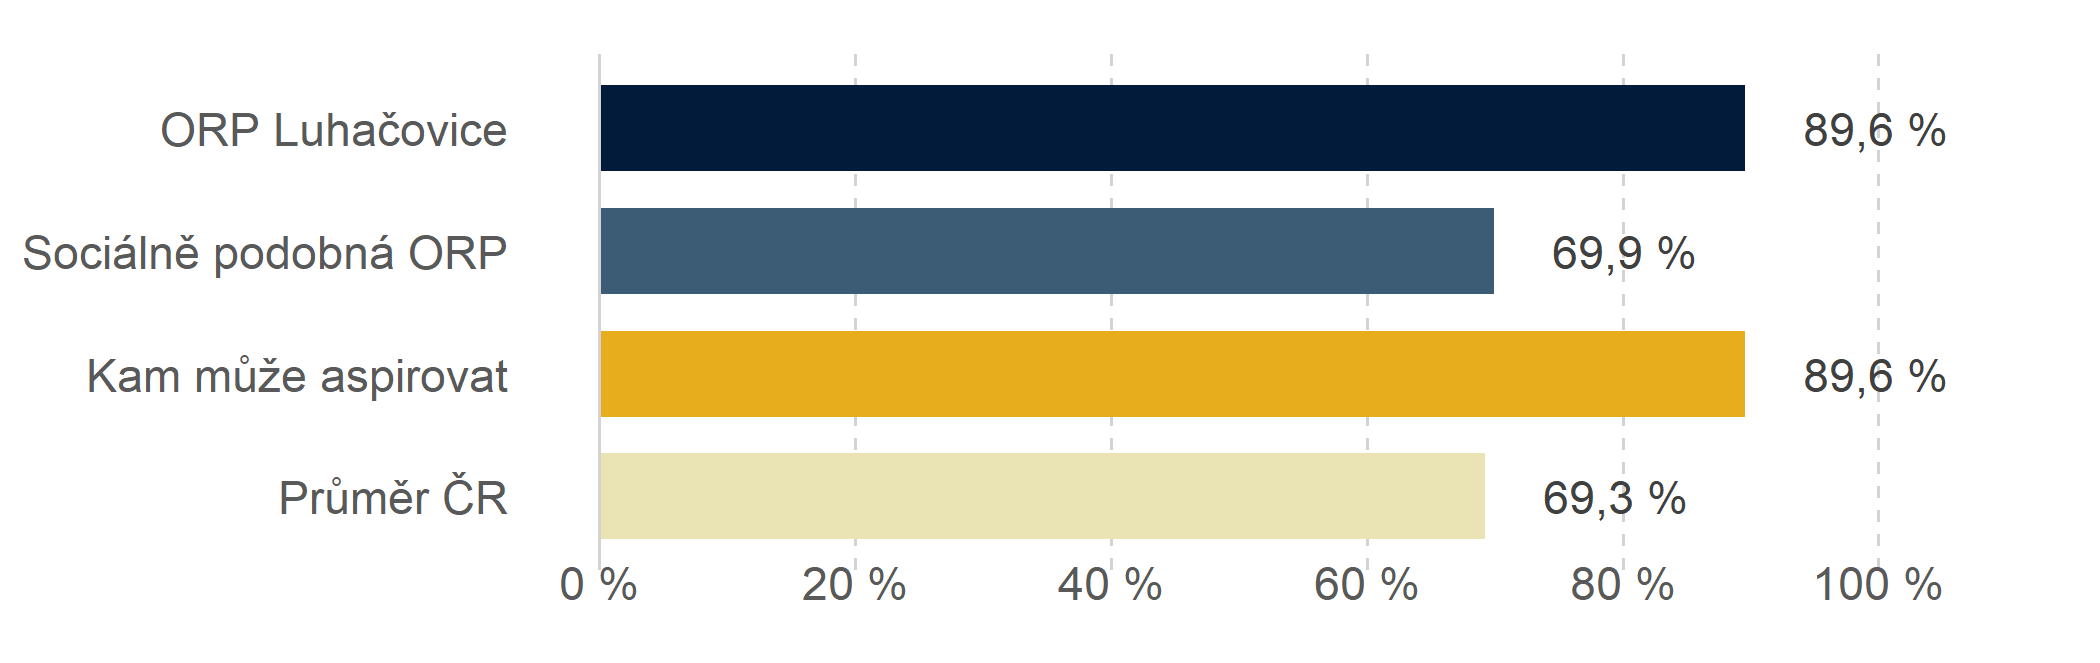 ORP Luhačovice 89,6 %
Sociálně podobná ORP 69,9 %
Kam může aspirovat 89,6 %
Průměr ČR 69,3 %
0 % 20 % 40 % 60 % 80 % 100 %